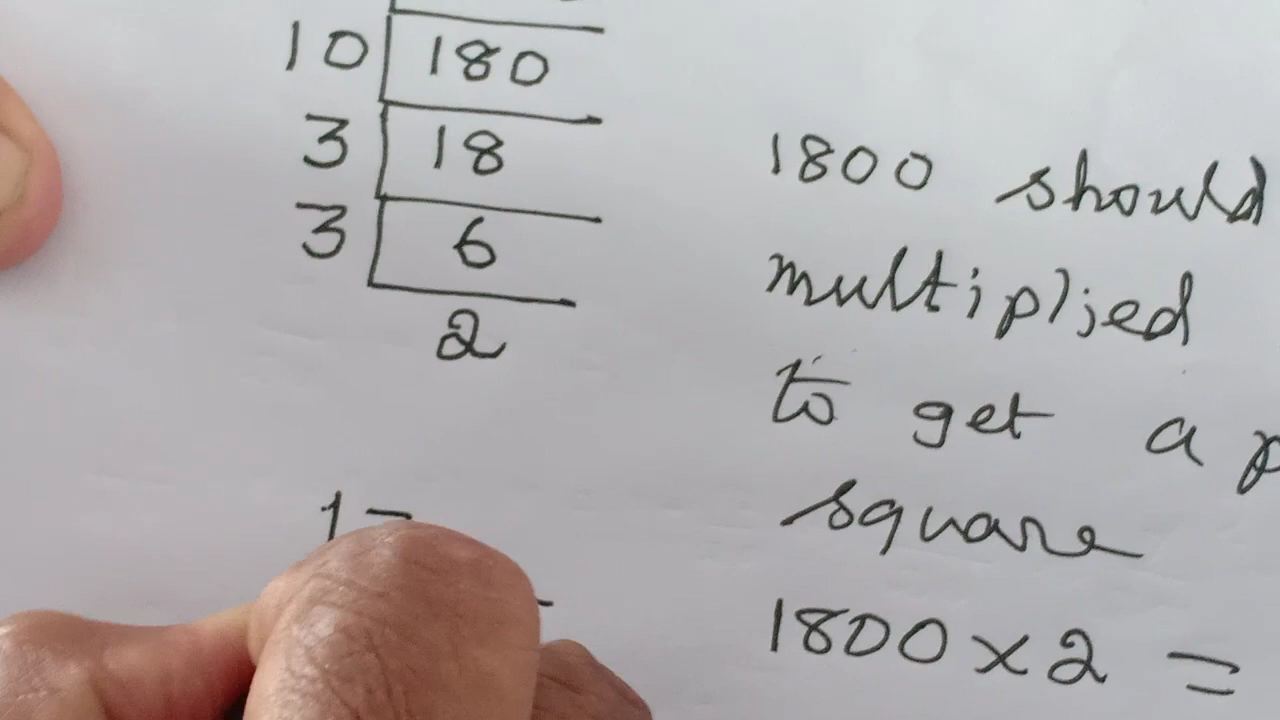 10 180
3 18
3 6
2
1800 should
multiplied
to get a p
square
1800 × 2 =